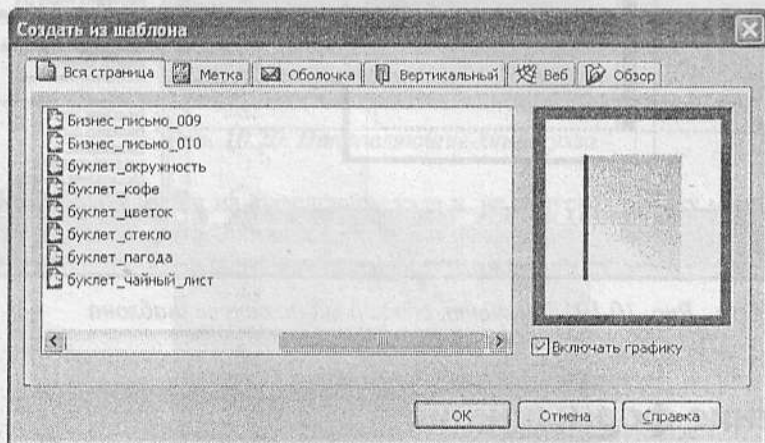 Создать из шаблона
Вся страница Метка Оболочка Вертикальный Веб Обзор
Бизнес_письмо_009
Бизнес_письмо_010
буклет_окружность
буклет_кофе
буклет_цветок
буклет_стекло
буклет_пагода
буклет_чайный_лист
Включать графику
ОК Отмена Справка